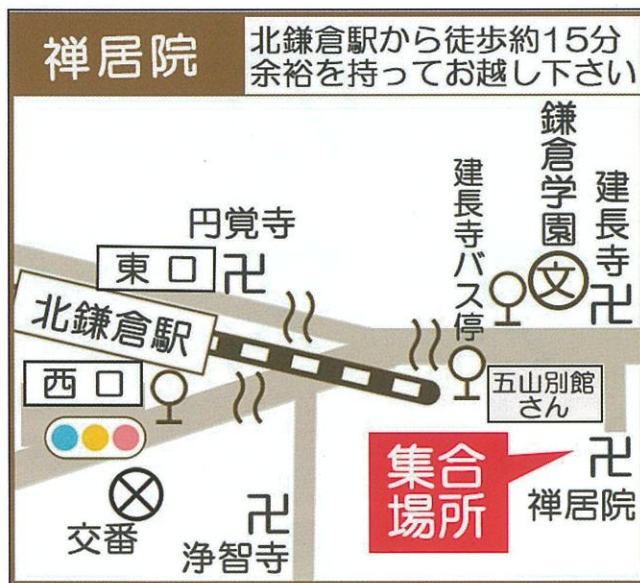 禅居院
北鎌倉駅から徒歩約15分
余裕を持ってお越し下さい
鎌倉学園
文
建長寺
建長寺バス停
円覚寺
東口
北鎌倉駅
西口
五山別館
さん
集合
場所
禅居院
交番
浄智寺